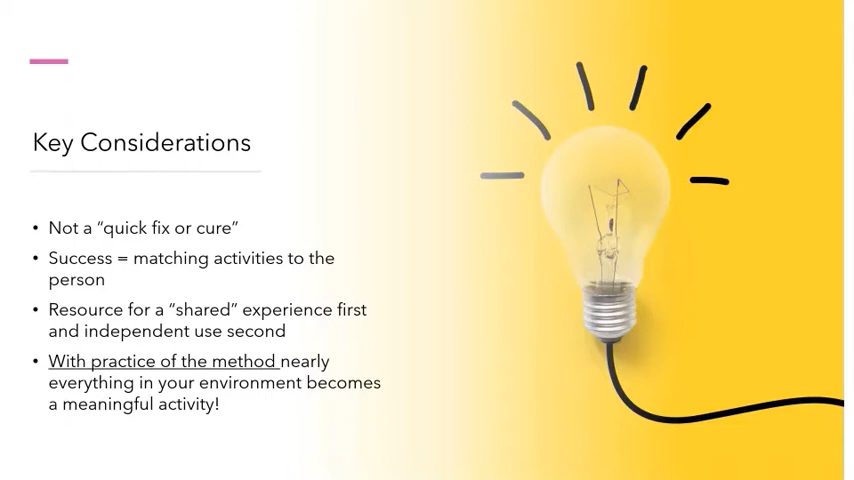 Key Considerations
• Not a “quick fix or cure”
• Success = matching activities to the
person
• Resource for a “shared” experience first
and independent use second
• With practice of the method nearly
everything in your environment becomes
a meaningful activity!